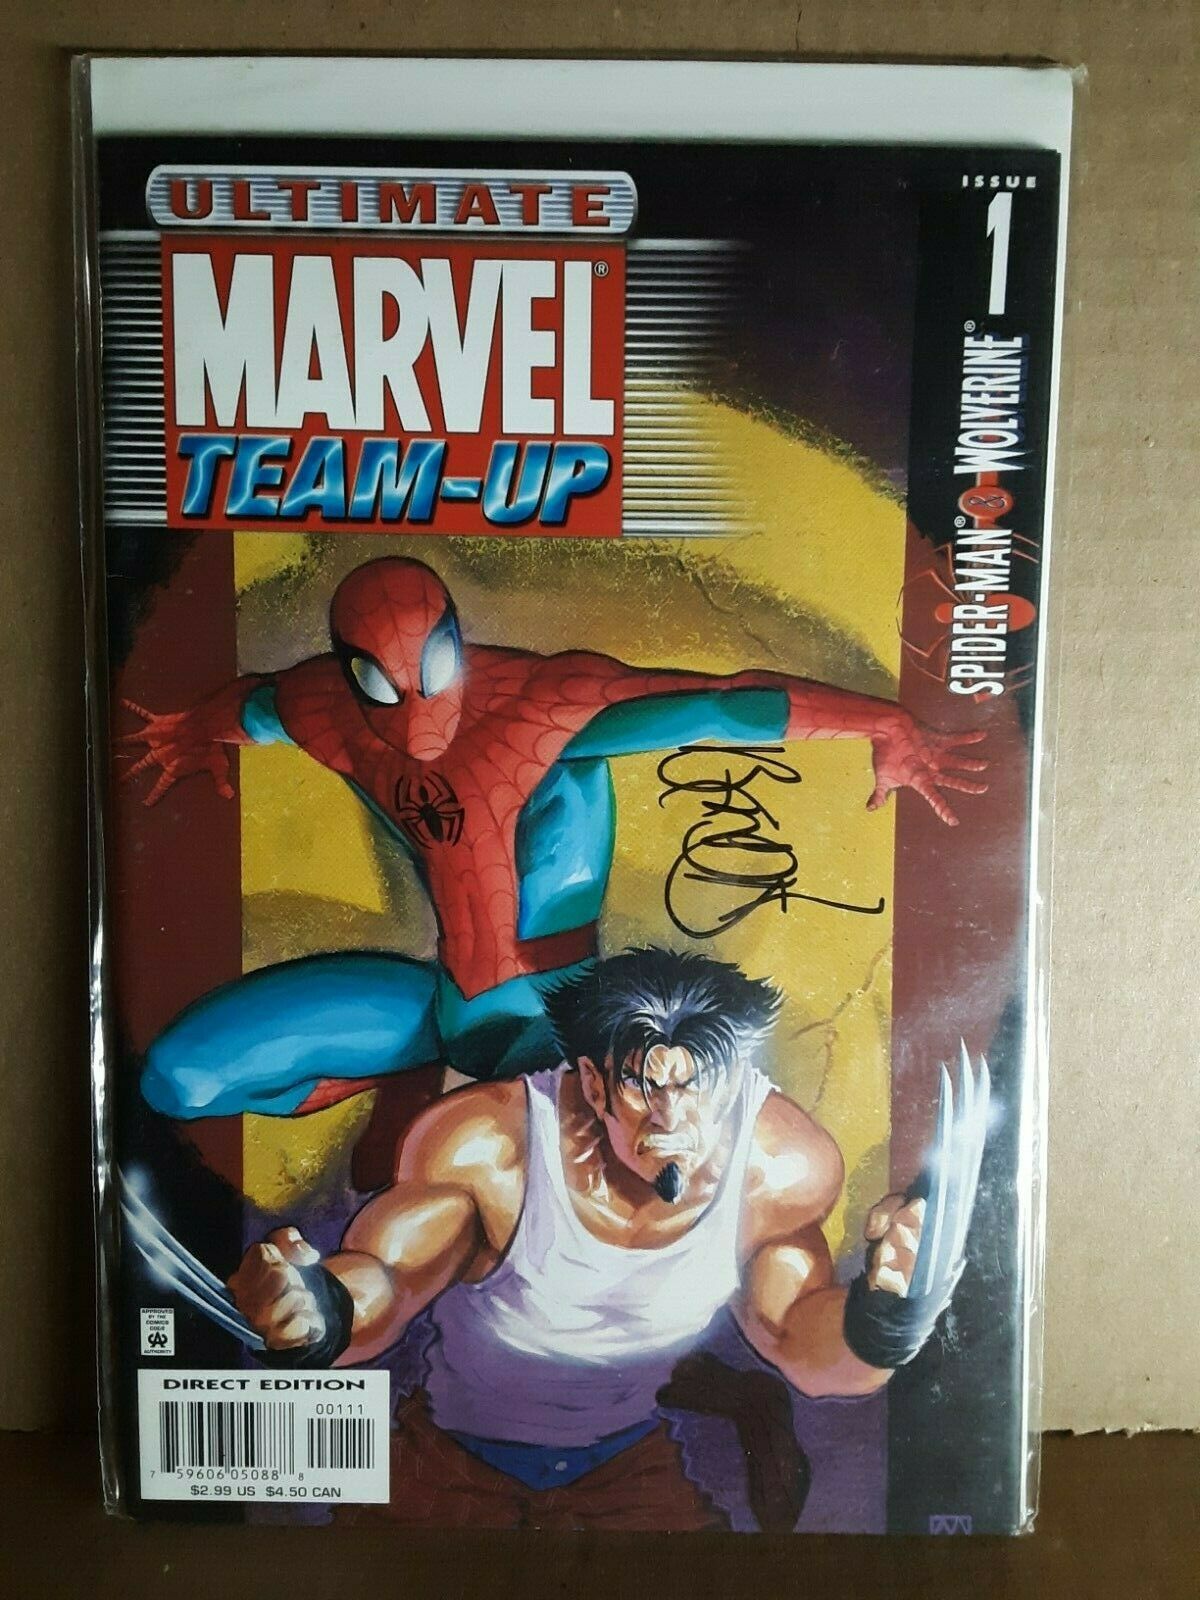 ULTIMATE
MARVEL®
TEAM-UP
ISSUE
1
SPIDER-MAN® & WOLVERINE®
APPROVED
BY THE
COMICS
CODE
CA
AUTHORITY
DIRECT EDITION
00111
7 59606 05088 8
$2.99 US $4.50 CAN